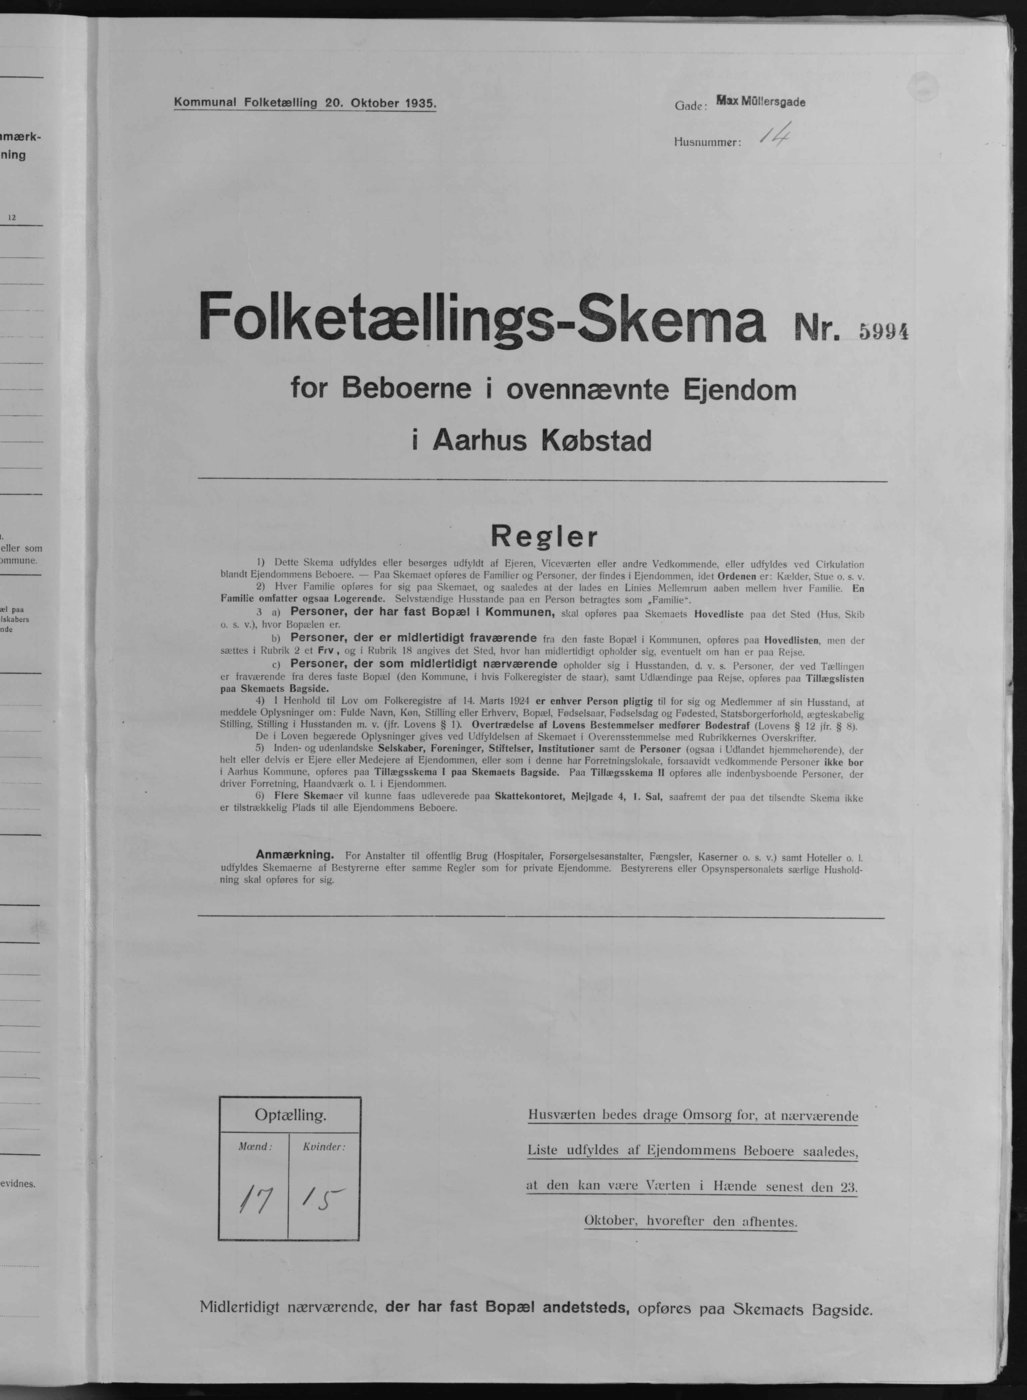 Kommunal Folketælling 20. Oktober 1935.
Gade: Max Müllersgade
Husnummer: 14
Folketællings-Skema Nr. 5994
for Beboerne i ovennævnte Ejendom
i Aarhus Købstad
Regler
1) Dette Skema udfyldes eller besørges udfyldt af Ejeren, Viceværten eller andre Vedkommende, eller udfyldes ved Cirkulation
blandt Ejendommens Beboere. — Paa Skemaet opføres de Familier og Personer, der findes i Ejendommen, idet Ordenen er: Kælder, Stue o. s. v.
2) Hver Familie opføres for sig paa Skemaet, og saaledes at der lades en Linies Mellemrum aaben mellem hver Familie. En
Familie omfatter ogsaa Logerende. Selvstændige Husstande paa en Person betragtes som „Familie".
3 a) Personer, der har fast Bopæl i Kommunen, skal opføres paa Skemaets Hovedliste paa det Sted (Hus, Skib
o. s. v.), hvor Bopælen er.
b) Personer, der er midlertidigt fraværende fra den faste Bopæl i Kommunen, opføres paa Hovedlisten, men der
sættes i Rubrik 2 et Frv., og i Rubrik 18 angives det Sted, hvor han midlertidigt opholder sig, eventuelt om han er paa Rejse.
c) Personer, der som midlertidigt nærværende opholder sig i Husstanden, d. v. s. Personer, der ved Tællingen
er fraværende fra deres faste Bopæl (den Kommune, i hvis Folkeregister de staar), samt Udlændinge paa Rejse, opføres paa Tillægslisten
paa Skemaets Bagside.
4) I Henhold til Lov om Folkeregistre af 14. Marts 1924 er enhver Person pligtig til for sig og Medlemmer af sin Husstand, at
meddele Oplysninger om: Fulde Navn, Køn, Stilling eller Erhverv, Bopæl, Fødselsaar, Fødselsdag og Fødested, Statsborgerforhold, ægteskabelig
Stilling, Stilling i Husstanden m. v. (jfr. Lovens § 1). Overtrædelse af Lovens Bestemmelser medfører Bødestraf (Lovens § 12 jfr. § 8).
De i Loven begærede Oplysninger gives ved Udfyldelsen af Skemaet i Overensstemmelse med Rubrikkernes Overskrifter.
5) Inden- og udenlandske Selskaber, Foreninger, Stiftelser, Institutioner samt de Personer (ogsaa i Udlandet hjemmehørende), der
helt eller delvis er Ejere eller Medejere af Ejendommen, eller som i denne har Forretningslokale, forsaavidt vedkommende Personer ikke bor
i Aarhus Kommune, opføres paa Tillægsskema I paa Skemaets Bagside. Paa Tillægsskema II opføres alle indenbysboende Personer, der
driver Forretning, Haandværk o. l. i Ejendommen.
6) Flere Skemaer vil kunne faas udleverede paa Skattekontoret, Mejlgade 4, 1. Sal, saafremt der paa det tilsendte Skema ikke
er tilstrækkelig Plads til alle Ejendommens Beboere.
Anmærkning. For Anstalter til offentlig Brug (Hospitaler, Forsørgelsesanstalter, Fængsler, Kaserner o. s. v.) samt Hoteller o. l.
udfyldes Skemaerne af Bestyrerne efter samme Regler som for private Ejendomme. Bestyrerens eller Opsynspersonalets særlige Hushold-
ning skal opføres for sig.
Optælling.
Mænd: Kvinder:
17 15
Husværten bedes drage Omsorg for, at nærværende
Liste udfyldes af Ejendommens Beboere saaledes,
at den kan være Værten i Hænde senest den 23.
Oktober, hvorefter den afhentes.
Midlertidigt nærværende, der har fast Bopæl andetsteds, opføres paa Skemaets Bagside.